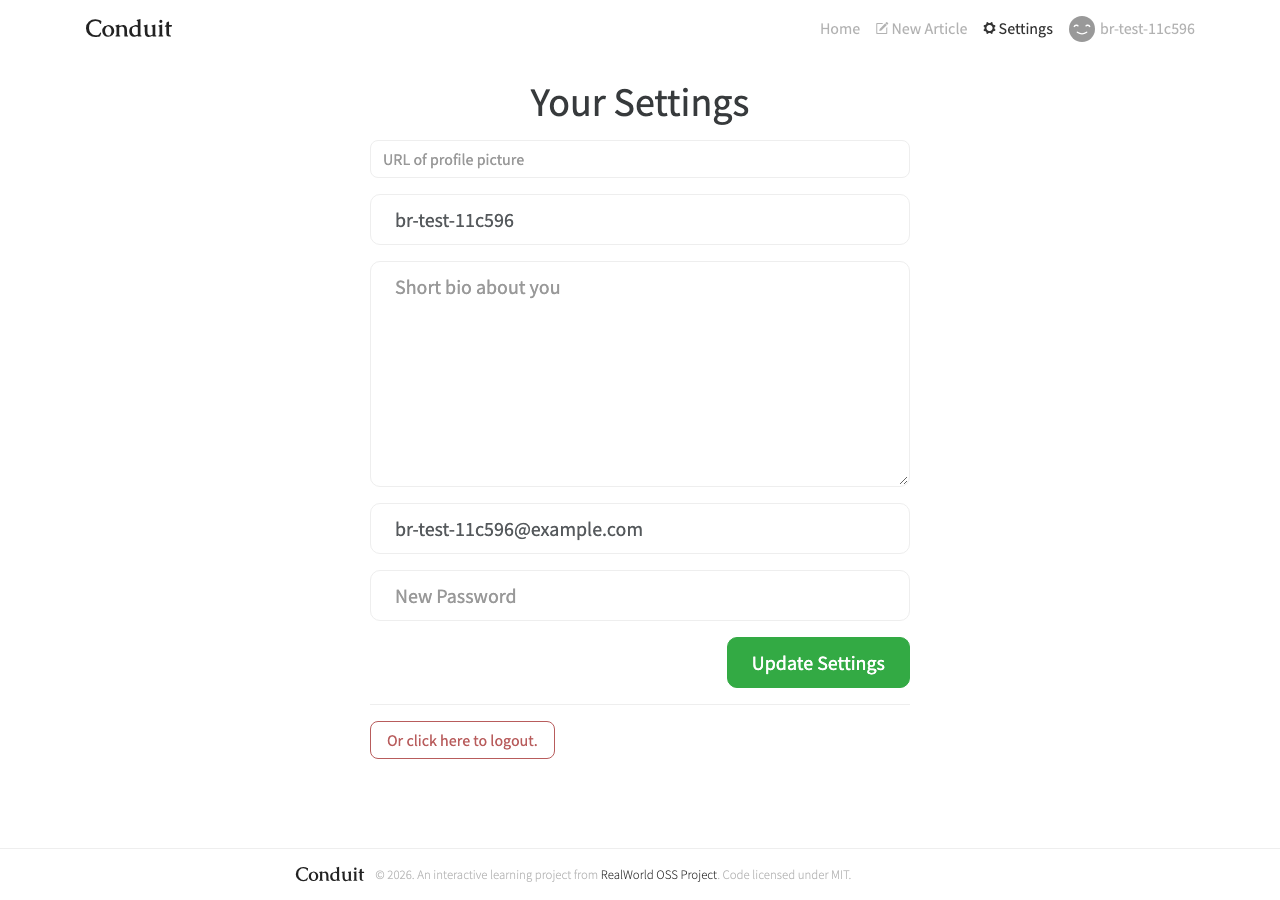 Conduit
Home New Article Settings br-test-11c596
Your Settings
URL of profile picture
br-test-11c596
Short bio about you
br-test-11c596@example.com
New Password
Update Settings
Or click here to logout.
Conduit © 2026. An interactive learning project from RealWorld OSS Project. Code licensed under MIT.